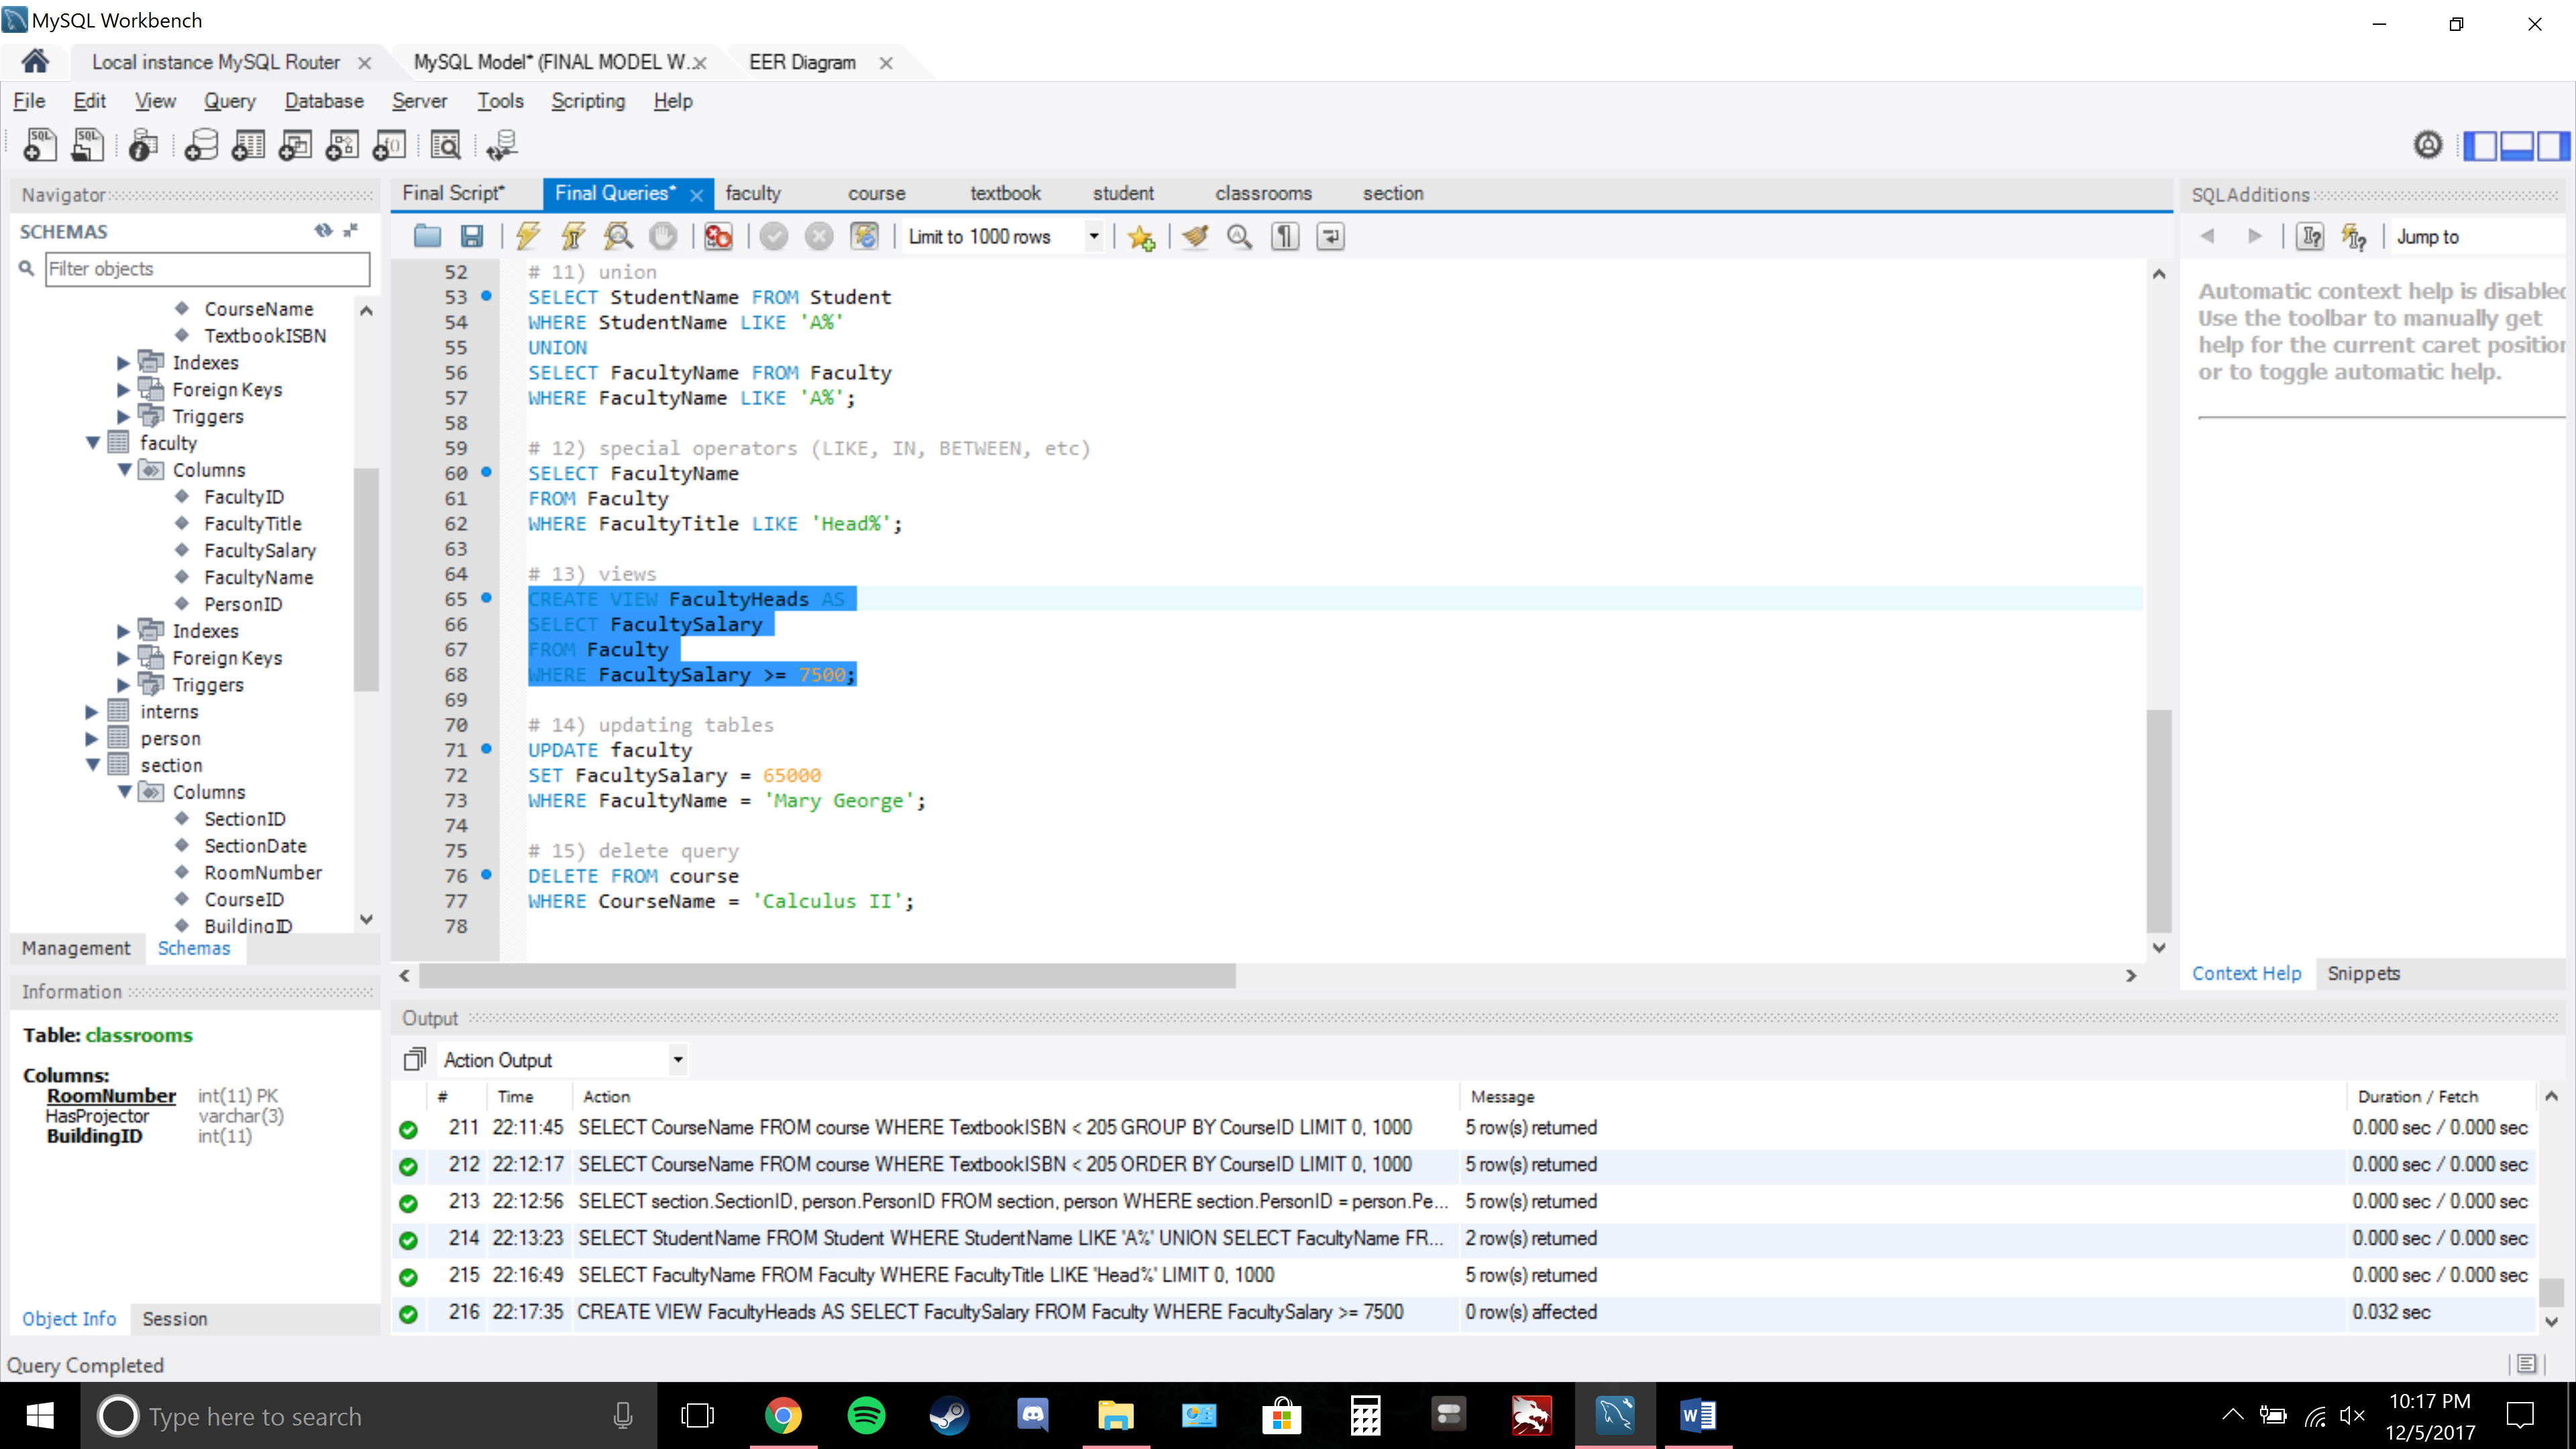 MySQL Workbench
Local instance MySQL Router
MySQL Model* (FINAL MODEL W...
EER Diagram
File Edit View Query Database Server Tools Scripting Help
Navigator
SCHEMAS
Filter objects
CourseName
TextbookISBN
Indexes
Foreign Keys
Triggers
faculty
Columns
FacultyID
FacultyTitle
FacultySalary
FacultyName
PersonID
Indexes
Foreign Keys
Triggers
interns
person
section
Columns
SectionID
SectionDate
RoomNumber
CourseID
BuildingID
Management Schemas
Information
Table: classrooms
Columns:
RoomNumber int(11) PK
HasProjector varchar(3)
BuildingID int(11)
Object Info Session
Query Completed
Final Script* Final Queries* faculty course textbook student classrooms section
Limit to 1000 rows
52 # 11) union
53 SELECT StudentName FROM Student
54 WHERE StudentName LIKE 'A%'
55 UNION
56 SELECT FacultyName FROM Faculty
57 WHERE FacultyName LIKE 'A%';
58
59 # 12) special operators (LIKE, IN, BETWEEN, etc)
60 SELECT FacultyName
61 FROM Faculty
62 WHERE FacultyTitle LIKE 'Head%';
63
64 # 13) views
65 CREATE VIEW FacultyHeads AS
66 SELECT FacultySalary
67 FROM Faculty
68 WHERE FacultySalary >= 7500;
69
70 # 14) updating tables
71 UPDATE faculty
72 SET FacultySalary = 65000
73 WHERE FacultyName = 'Mary George';
74
75 # 15) delete query
76 DELETE FROM course
77 WHERE CourseName = 'Calculus II';
78
SQLAdditions
Jump to
Automatic context help is disabled
Use the toolbar to manually get
help for the current caret position
or to toggle automatic help.
Context Help Snippets
Output
Action Output
# Time Action Message Duration / Fetch
211 22:11:45 SELECT CourseName FROM course WHERE TextbookISBN < 205 GROUP BY CourseID LIMIT 0, 1000 5 row(s) returned 0.000 sec / 0.000 sec
212 22:12:17 SELECT CourseName FROM course WHERE TextbookISBN < 205 ORDER BY CourseID LIMIT 0, 1000 5 row(s) returned 0.000 sec / 0.000 sec
213 22:12:56 SELECT section.SectionID, person.PersonID FROM section, person WHERE section.PersonID = person.Pe... 5 row(s) returned 0.000 sec / 0.000 sec
214 22:13:23 SELECT StudentName FROM Student WHERE StudentName LIKE 'A%' UNION SELECT FacultyName FR... 2 row(s) returned 0.000 sec / 0.000 sec
215 22:16:49 SELECT FacultyName FROM Faculty WHERE FacultyTitle LIKE 'Head%' LIMIT 0, 1000 5 row(s) returned 0.000 sec / 0.000 sec
216 22:17:35 CREATE VIEW FacultyHeads AS SELECT FacultySalary FROM Faculty WHERE FacultySalary >= 7500 0 row(s) affected 0.032 sec
Type here to search
10:17 PM
12/5/2017